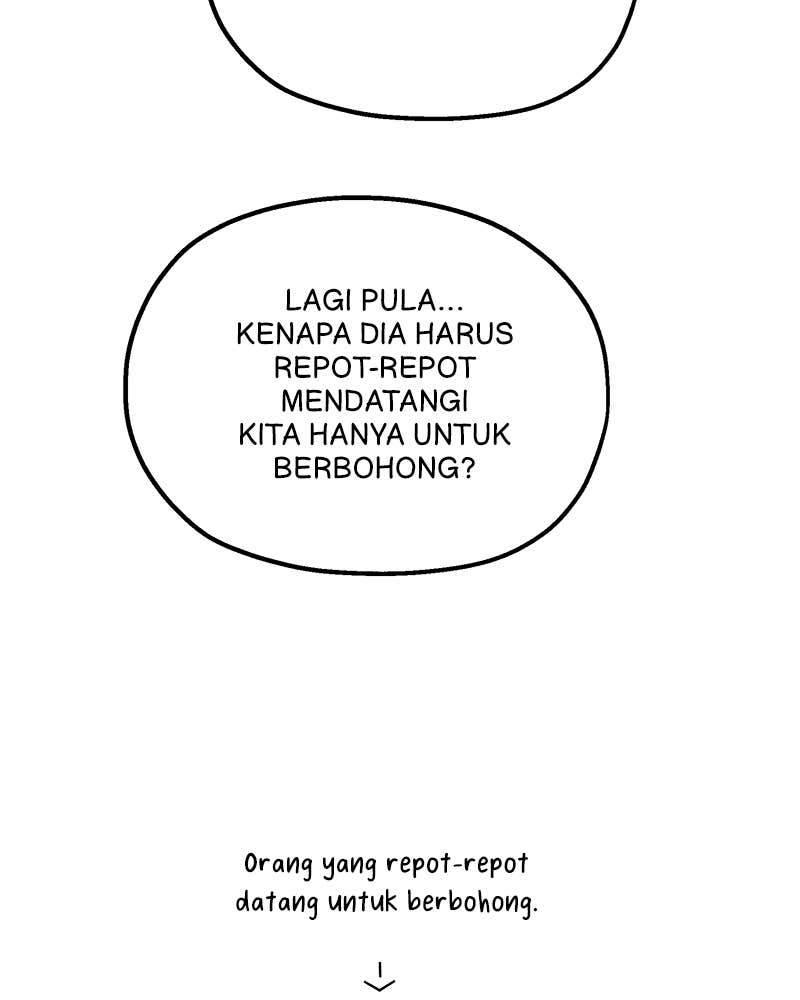 LAGI PULA...
KENAPA DIA HARUS
REPOT-REPOT
MENDATANGI
KITA HANYA UNTUK
BERBOHONG?
Orang yang repot-repot
datang untuk berbohong.